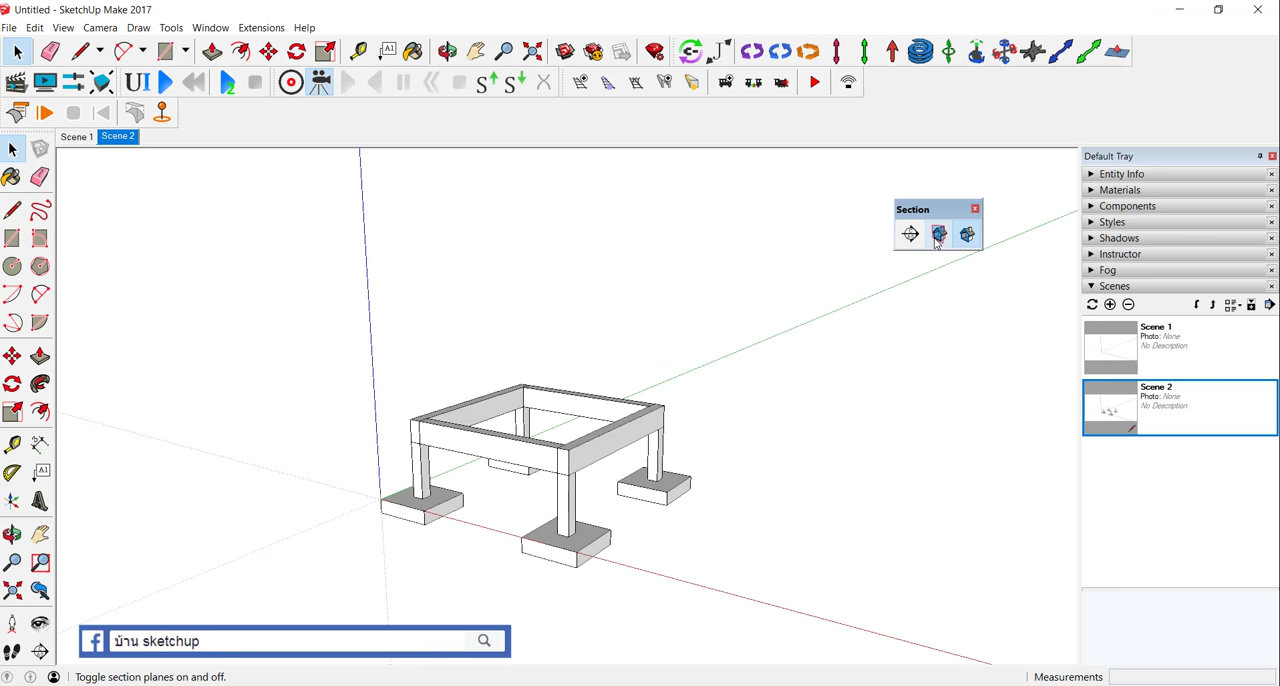 Untitled - SketchUp Make 2017
File Edit View Camera Draw Tools Window Extensions Help
UI
Scene 1 Scene 2
Default Tray
Entity Info
Materials
Components
Styles
Shadows
Instructor
Fog
Scenes
Scene 1
Photo: None
No Description
Scene 2
Photo: None
No Description
Section
บ้าน sketchup
Toggle section planes on and off.
Measurements